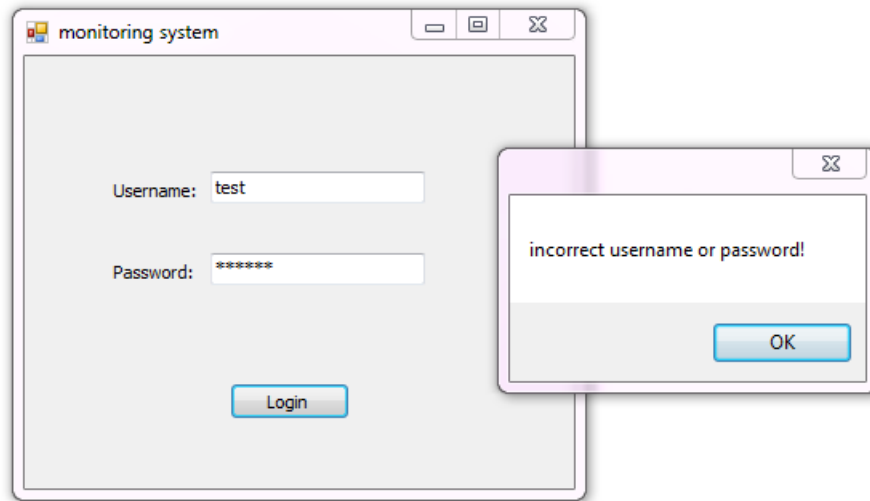 monitoring system
Username: test
Password: ******
Login
incorrect username or password!
OK